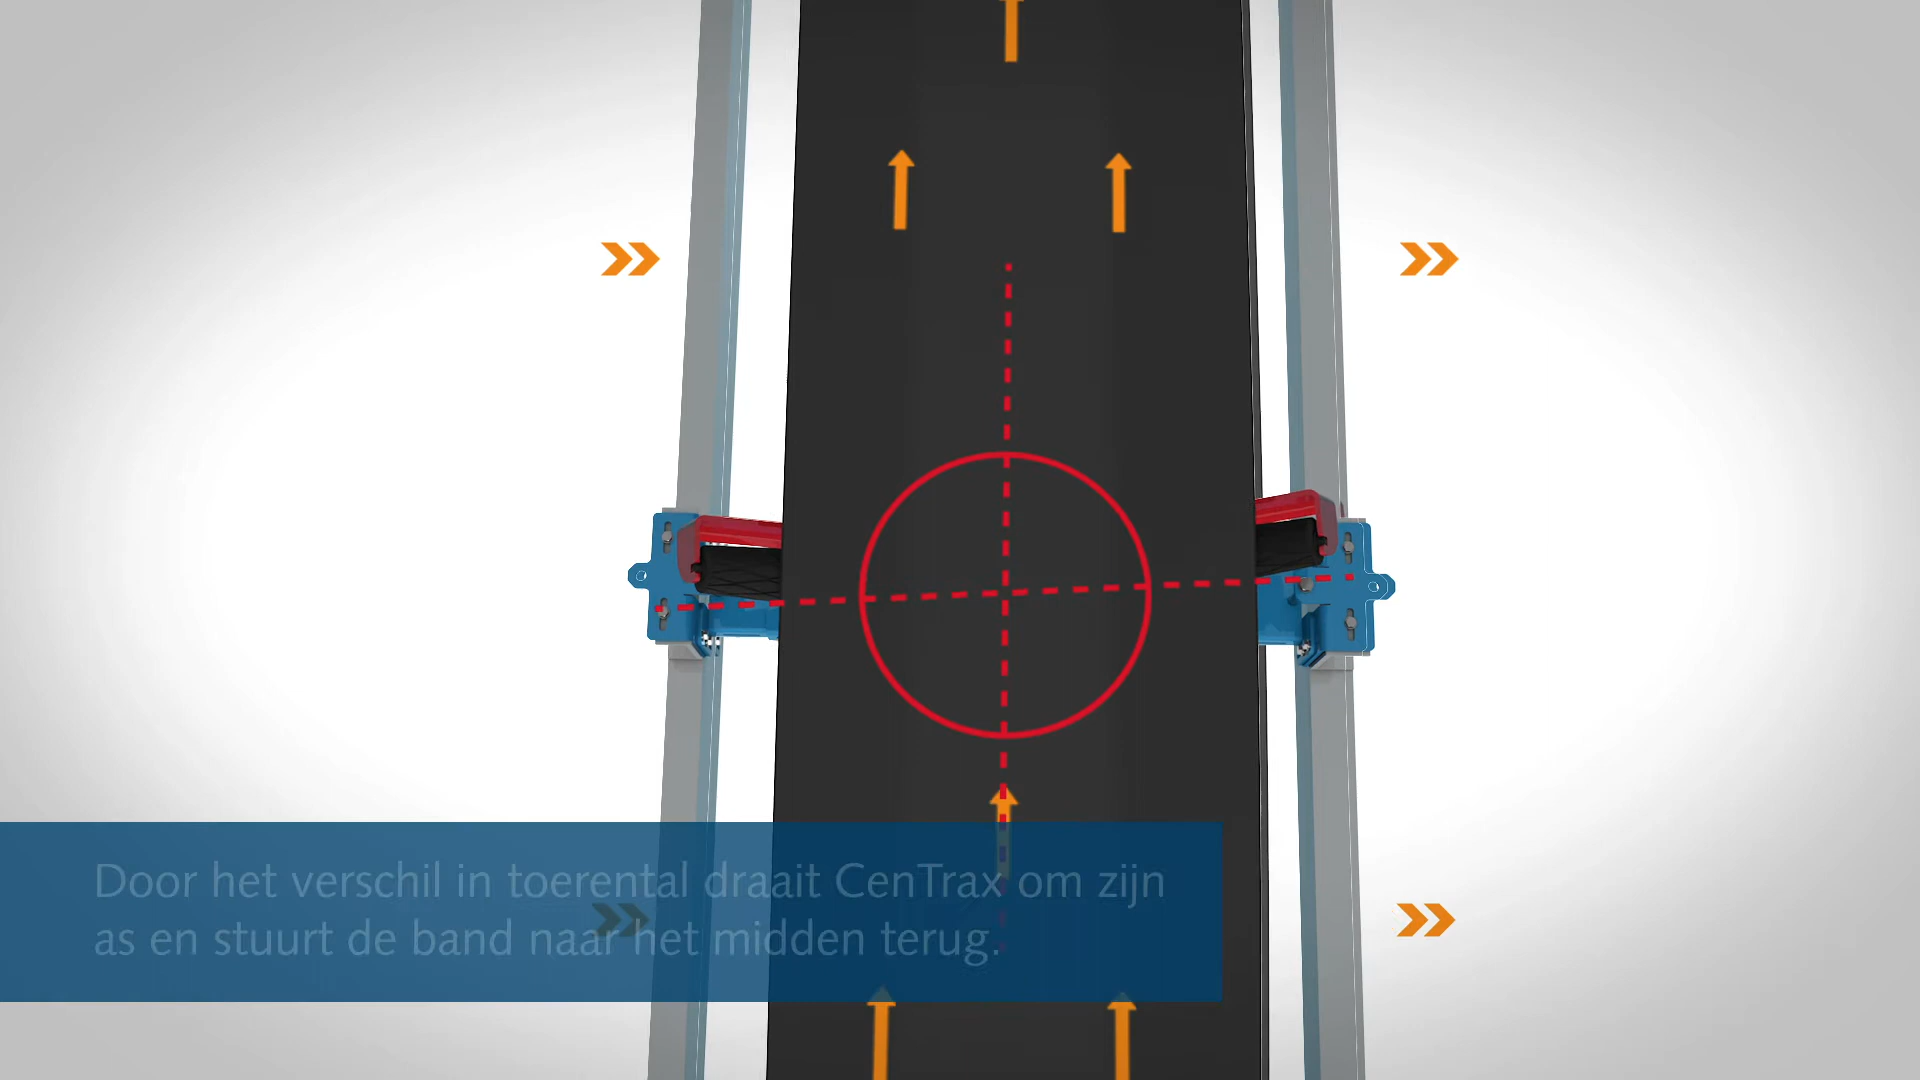 Door het verschil in toerental draait CenTrax om zijn
as en stuurt de band naar het midden terug.